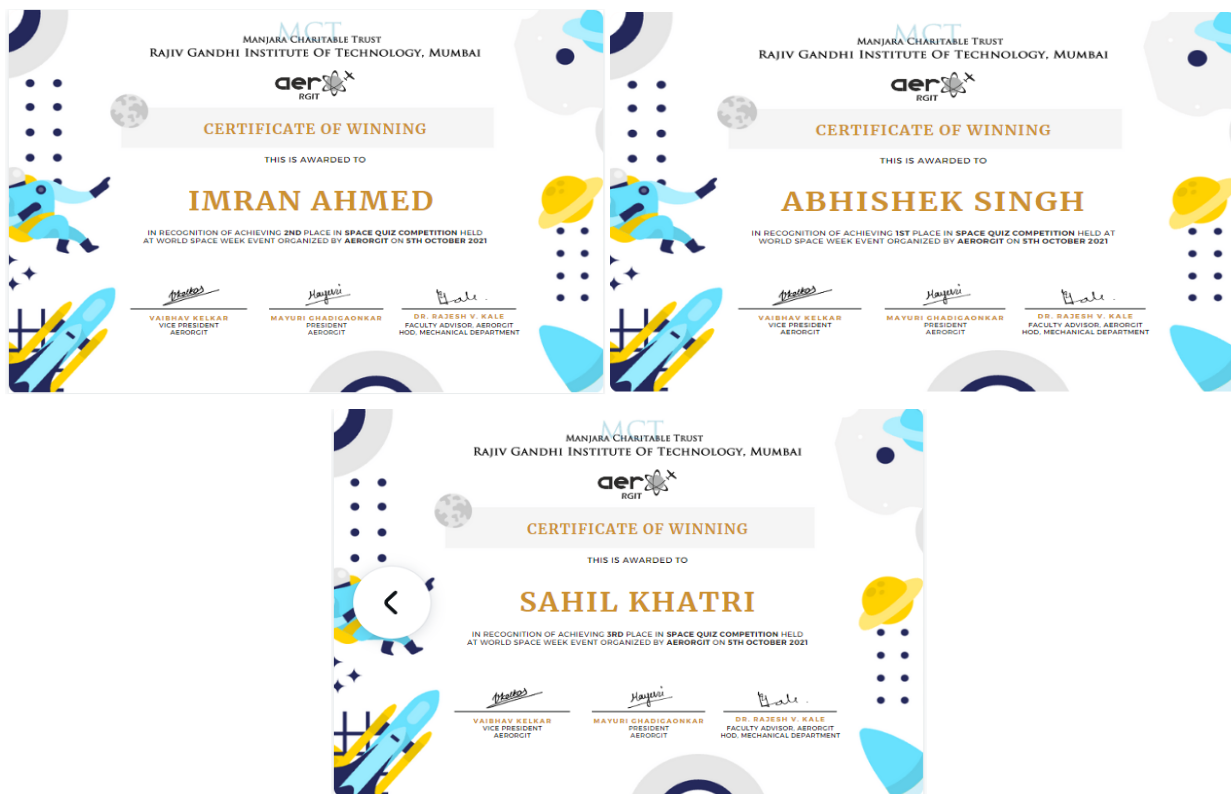 MCT
MANJARA CHARITABLE TRUST
RAJIV GANDHI INSTITUTE OF TECHNOLOGY, MUMBAI
aer
RGIT
CERTIFICATE OF WINNING
THIS IS AWARDED TO
IMRAN AHMED
IN RECOGNITION OF ACHIEVING 2ND PLACE IN SPACE QUIZ COMPETITION HELD
AT WORLD SPACE WEEK EVENT ORGANIZED BY AERORGIT ON 5TH OCTOBER 2021
VAIBHAV KELKAR
VICE PRESIDENT
AERORGIT
Mayuri
MAYURI GHADIGAONKAR
PRESIDENT
AERORGIT
DR. RAJESH V. KALE
FACULTY ADVISOR, AERORGIT
HOD, MECHANICAL DEPARTMENT
MCT
MANJARA CHARITABLE TRUST
RAJIV GANDHI INSTITUTE OF TECHNOLOGY, MUMBAI
aer
RGIT
CERTIFICATE OF WINNING
THIS IS AWARDED TO
ABHISHEK SINGH
IN RECOGNITION OF ACHIEVING 1ST PLACE IN SPACE QUIZ COMPETITION HELD AT
WORLD SPACE WEEK EVENT ORGANIZED BY AERORGIT ON 5TH OCTOBER 2021
VAIBHAV KELKAR
VICE PRESIDENT
AERORGIT
Mayuri
MAYURI GHADIGAONKAR
PRESIDENT
AERORGIT
DR. RAJESH V. KALE
FACULTY ADVISOR, AERORGIT
HOD, MECHANICAL DEPARTMENT
MCT
MANJARA CHARITABLE TRUST
RAJIV GANDHI INSTITUTE OF TECHNOLOGY, MUMBAI
aer
RGIT
CERTIFICATE OF WINNING
THIS IS AWARDED TO
SAHIL KHATRI
IN RECOGNITION OF ACHIEVING 3RD PLACE IN SPACE QUIZ COMPETITION HELD
AT WORLD SPACE WEEK EVENT ORGANIZED BY AERORGIT ON 5TH OCTOBER 2021
VAIBHAV KELKAR
VICE PRESIDENT
AERORGIT
Mayuri
MAYURI GHADIGAONKAR
PRESIDENT
AERORGIT
DR. RAJESH V. KALE
FACULTY ADVISOR, AERORGIT
HOD, MECHANICAL DEPARTMENT